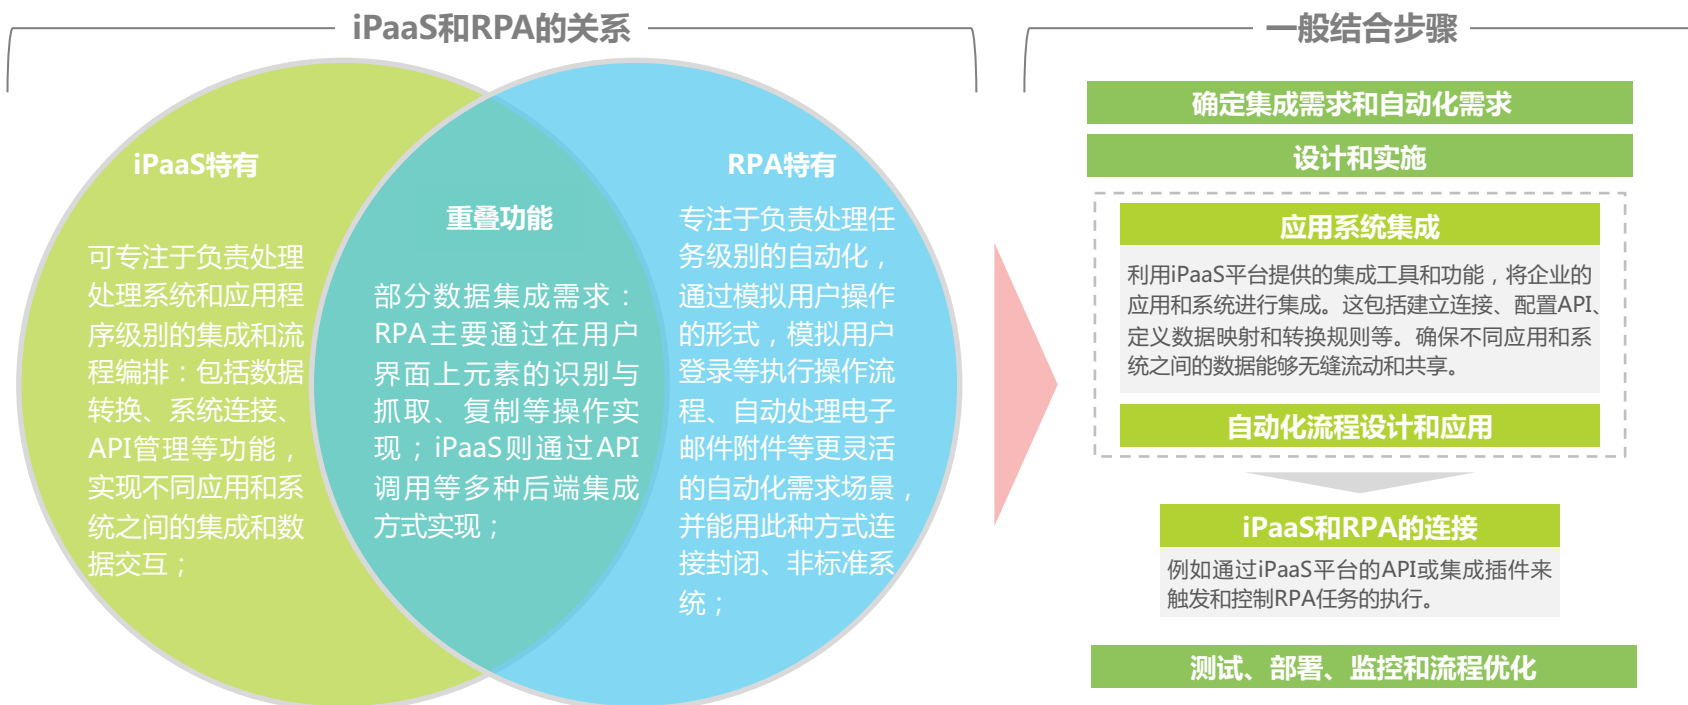 iPaaS和RPA的关系
iPaaS特有
可专注于负责处理
处理系统和应用程
序级别的集成和流
程编排：包括数据
转换、系统连接、
API管理等功能，
实现不同应用和系
统之间的集成和数
据交互；
重叠功能
部分数据集成需求：
RPA主要通过在用户
界面上元素的识别与
抓取、复制等操作实
现；iPaaS则通过API
调用等多种后端集成
方式实现；
RPA特有
专注于负责处理任
务级别的自动化，
通过模拟用户操作
的形式，模拟用户
登录等执行操作流
程、自动处理电子
邮件附件等更灵活
的自动化需求场景，
并能用此种方式连
接封闭、非标准系
统；
一般结合步骤
确定集成需求和自动化需求
设计和实施
应用系统集成
利用iPaaS平台提供的集成工具和功能，将企业的
应用和系统进行集成。这包括建立连接、配置API、
定义数据映射和转换规则等。确保不同应用和系
统之间的数据能够无缝流动和共享。
自动化流程设计和应用
iPaaS和RPA的连接
例如通过iPaaS平台的API或集成插件来
触发和控制RPA任务的执行。
测试、部署、监控和流程优化